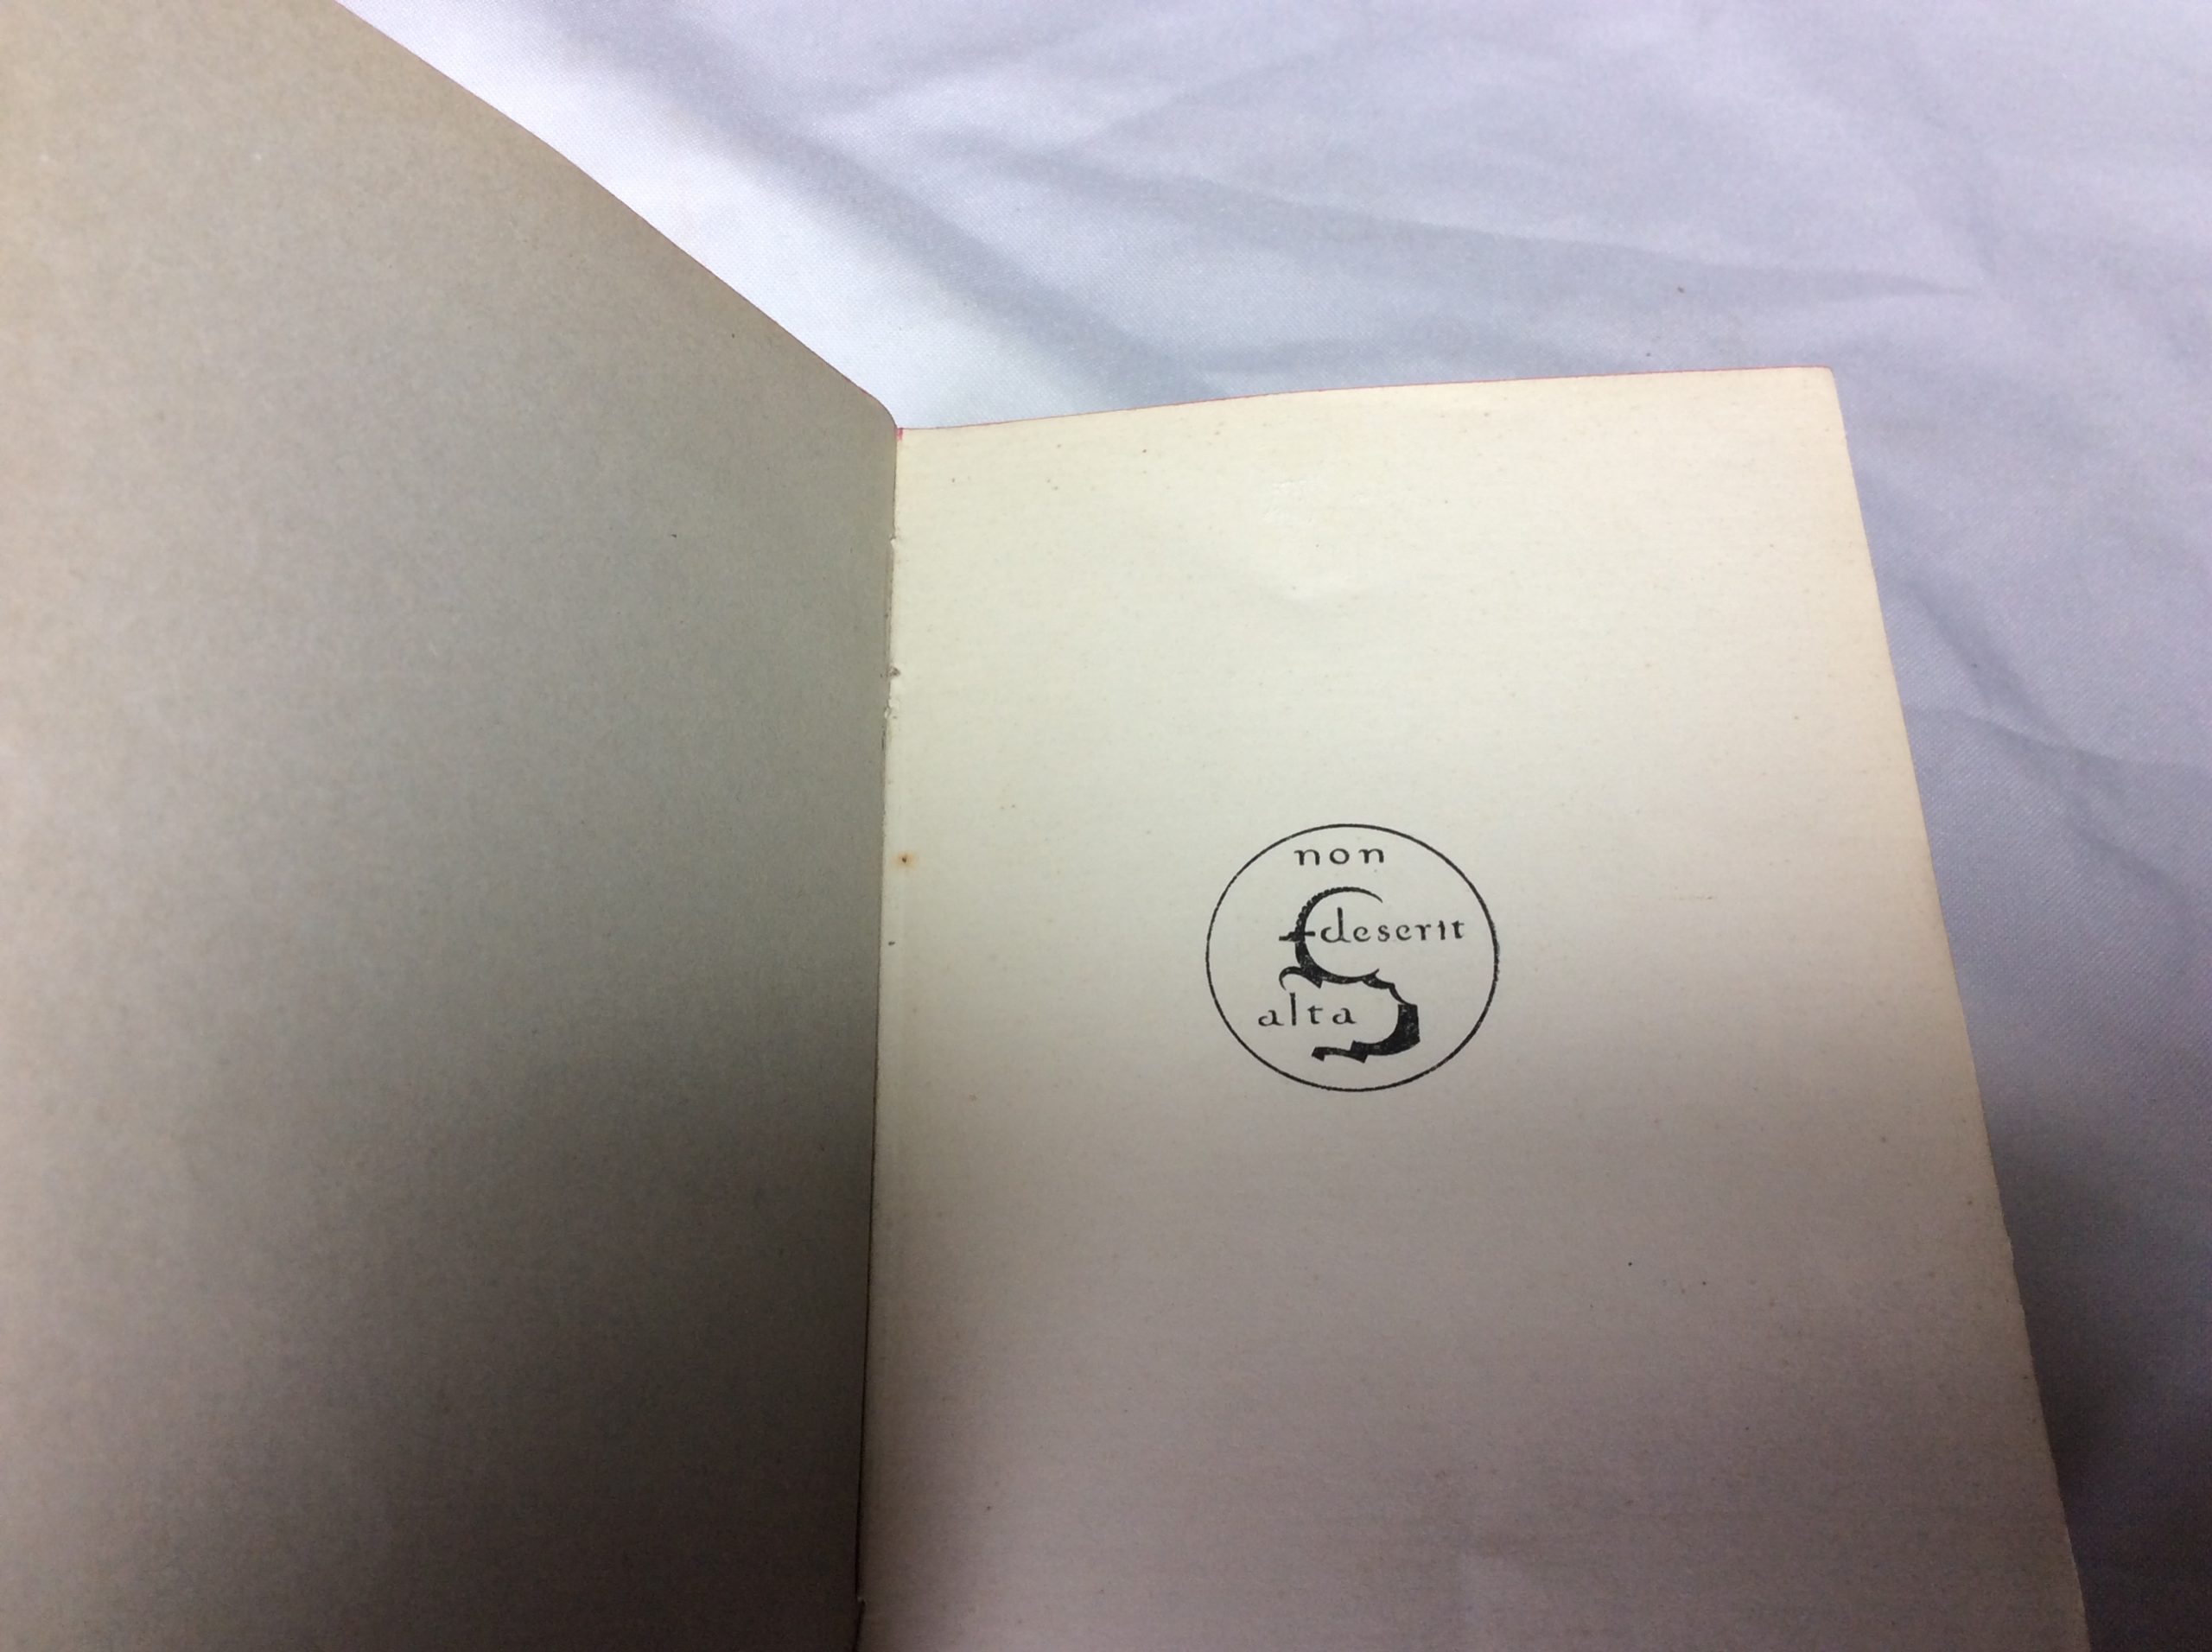 non
deserit
alta